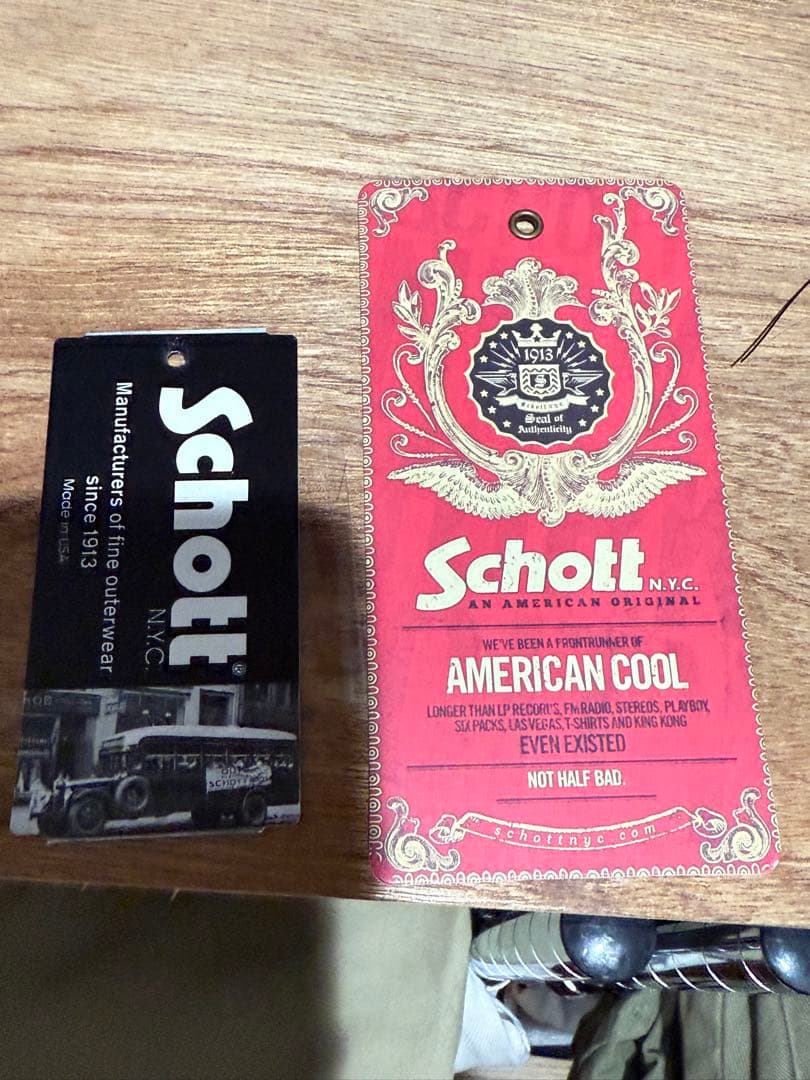 Schott®
N.Y.C.
Manufacturers of fine outerwear
since 1913
Made in USA
1913
S
Schott NYC
Seal of
Authenticity
Schott N.Y.C.
AN AMERICAN ORIGINAL
WE'VE BEEN A FRONTRUNNER OF
AMERICAN COOL
LONGER THAN LP RECORDS, FM RADIO, STEREOS, PLAYBOY,
SIX PACKS, LAS VEGAS, T-SHIRTS AND KING KONG
EVEN EXISTED
NOT HALF BAD.
schottnyc.com